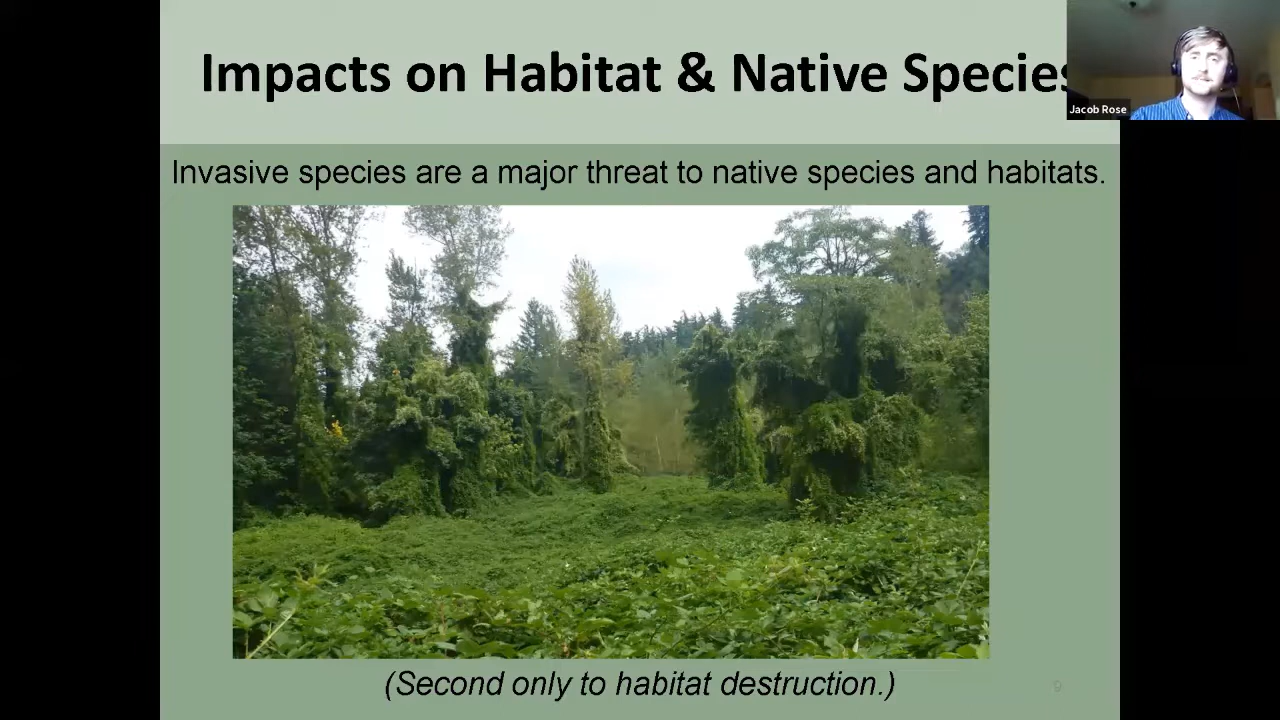 Impacts on Habitat & Native Species
Jacob Rose
Invasive species are a major threat to native species and habitats.
(Second only to habitat destruction.)
9